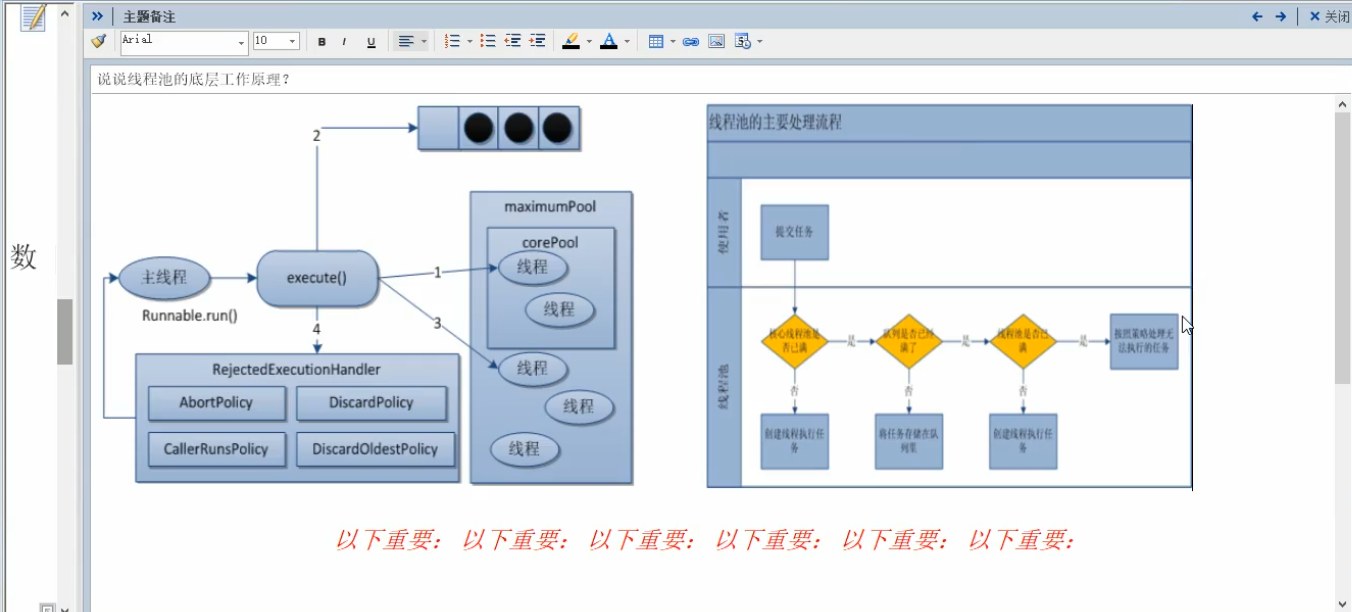 数
主题备注
关闭
Arial
10
B I U
说说线程池的底层工作原理？
2
主线程
Runnable.run()
execute()
1
3
4
maximumPool
corePool
线程
线程
线程
线程
线程
RejectedExecutionHandler
AbortPolicy
DiscardPolicy
CallerRunsPolicy
DiscardOldestPolicy
线程池的主要处理流程
使用者
提交任务
线程池
核心线程池是
否已满
是
队列是否已经
满了
是
线程池是否已
满
是
按照策略处理无
法执行的任务
否
否
否
创建线程执行任
务
将任务存储在队
列里
创建线程执行任
务
以下重要： 以下重要： 以下重要： 以下重要： 以下重要： 以下重要：